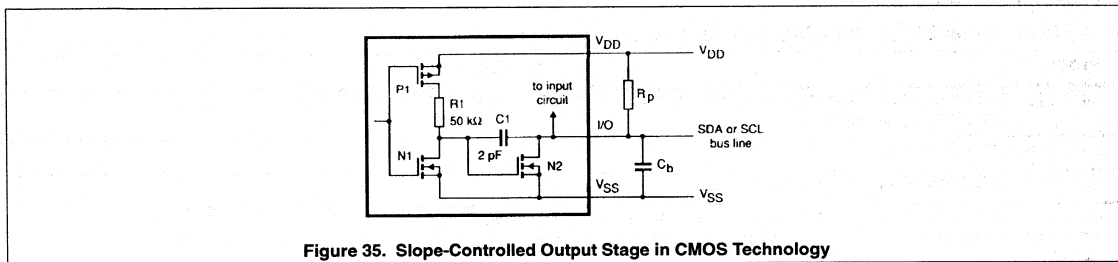 VDD
VDD
P1
to input
circuit
Rp
R1
50 kΩ
C1
I/O
SDA or SCL
bus line
N1
2 pF
N2
Cb
VSS
VSS
Figure 35. Slope-Controlled Output Stage in CMOS Technology